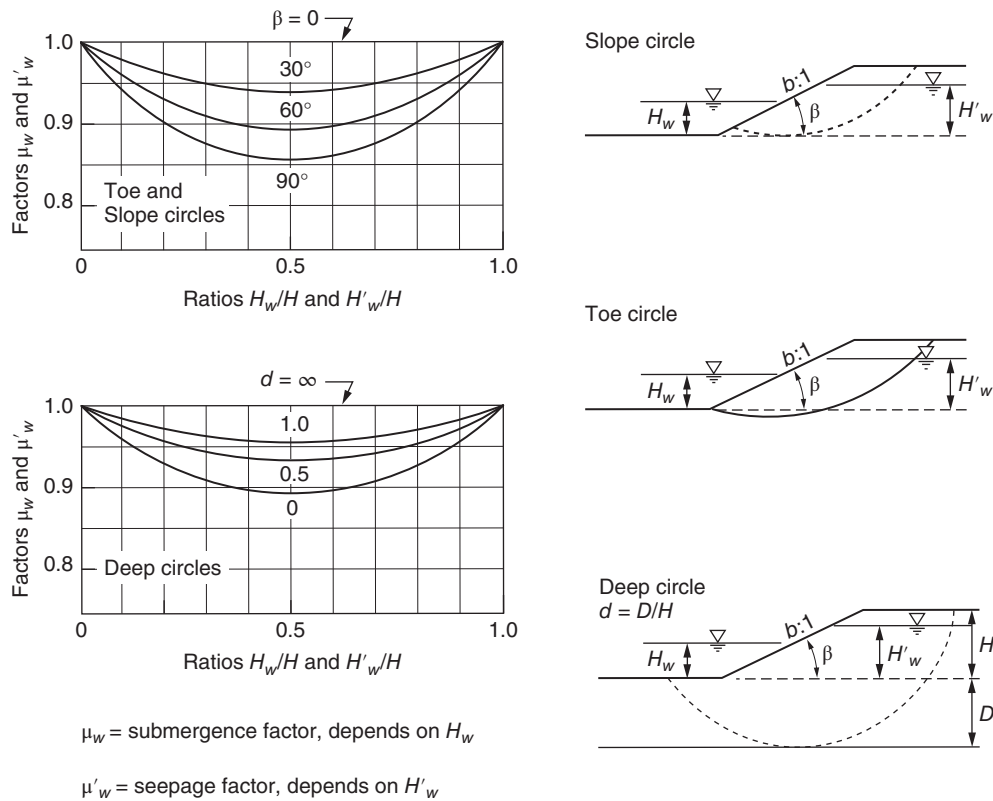 β = 0
1.0
0.9
0.8
Factors μw and μ'w
30°
60°
90°
Toe and
Slope circles
0
0.5
1.0
Ratios Hw/H and H'w/H
d = ∞
1.0
0.9
0.8
Factors μw and μ'w
1.0
0.5
0
Deep circles
0
0.5
1.0
Ratios Hw/H and H'w/H
μw = submergence factor, depends on Hw
μ'w = seepage factor, depends on H'w
Slope circle
b:1
Hw
β
H'w
Toe circle
b:1
Hw
β
H'w
Deep circle
d = D/H
b:1
Hw
β
H'w
H
D